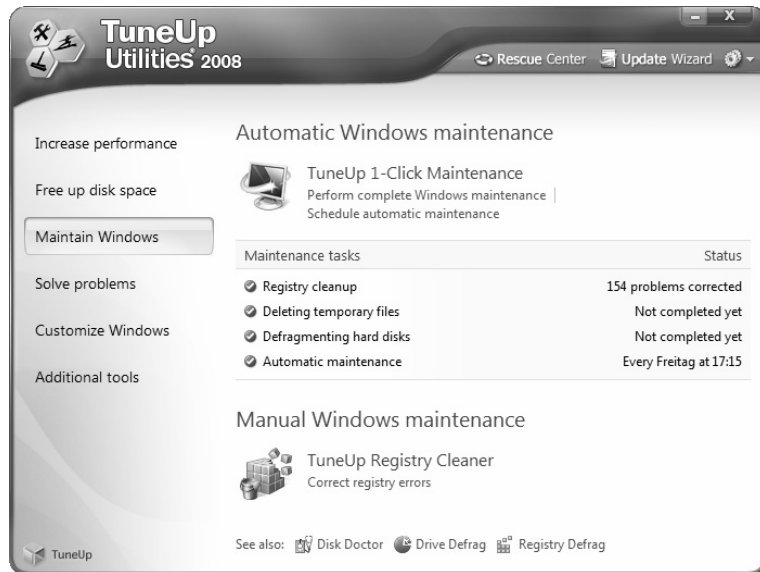 TuneUp
Utilities® 2008
Rescue Center Update Wizard
Increase performance
Free up disk space
Maintain Windows
Solve problems
Customize Windows
Additional tools
TuneUp
Automatic Windows maintenance
TuneUp 1-Click Maintenance
Perform complete Windows maintenance |
Schedule automatic maintenance
Maintenance tasks Status
Registry cleanup 154 problems corrected
Deleting temporary files Not completed yet
Defragmenting hard disks Not completed yet
Automatic maintenance Every Freitag at 17:15
Manual Windows maintenance
TuneUp Registry Cleaner
Correct registry errors
See also: Disk Doctor Drive Defrag Registry Defrag